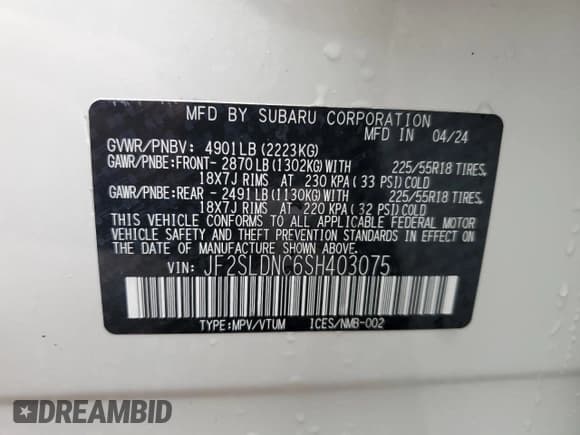 MFD BY SUBARU CORPORATION
MFD IN 04/24
GVWR/PNBV: 4901LB (2223KG)
GAWR/PNBE:FRONT- 2870LB (1302KG)WITH 225/55R18 TIRES,
18X7J RIMS AT 230 KPA (33 PSI)COLD
GAWR/PNBE:REAR - 2491LB (1130KG)WITH 225/55R18 TIRES,
18X7J RIMS AT 220 KPA (32 PSI)COLD
THIS VEHICLE CONFORMS TO ALL APPLICABLE FEDERAL MOTOR
VEHICLE SAFETY AND THEFT PREVENTION STANDARDS IN EFFECT ON
THE DATE OF MANUFACTURE SHOWN ABOVE.
VIN: JF2SLDNC6SH403075
TYPE:MPV/VTUM ICES/NMB-002
DREAMBID